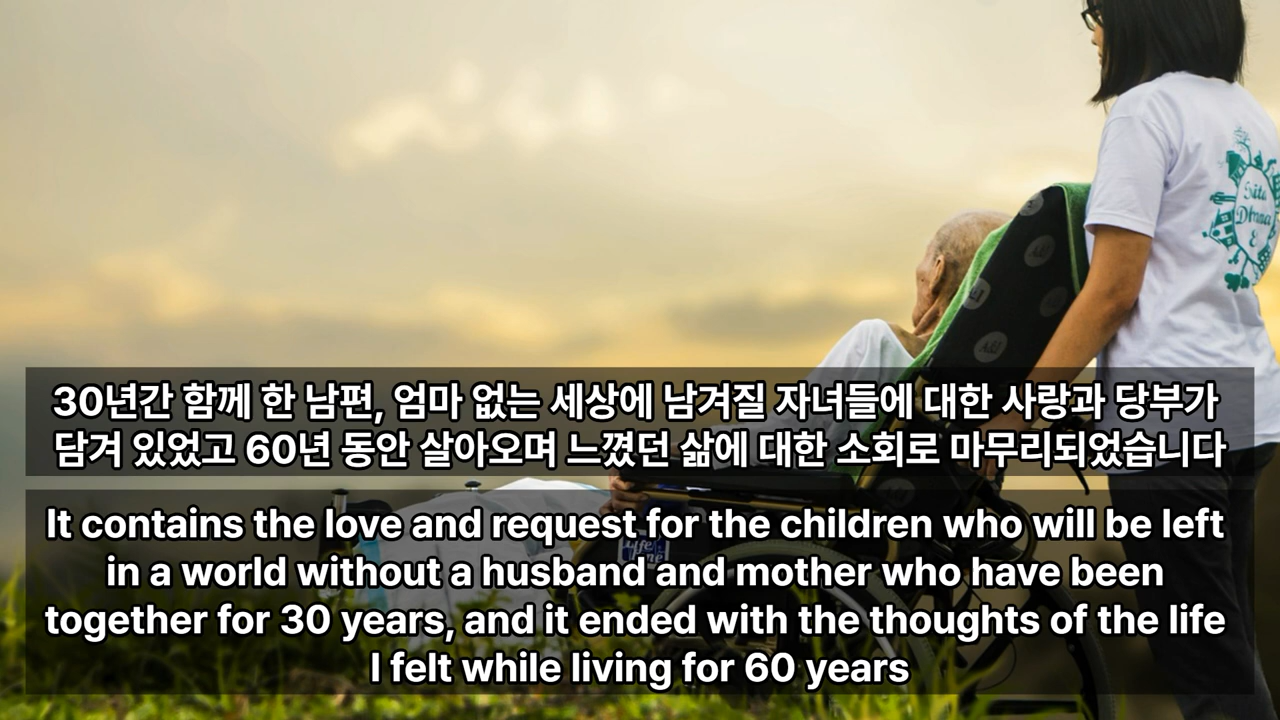 30년간 함께 한 남편, 엄마 없는 세상에 남겨질 자녀들에 대한 사랑과 당부가
담겨 있었고 60년 동안 살아오며 느꼈던 삶에 대한 소회로 마무리되었습니다
It contains the love and request for the children who will be left
in a world without a husband and mother who have been
together for 30 years, and it ended with the thoughts of the life
I felt while living for 60 years